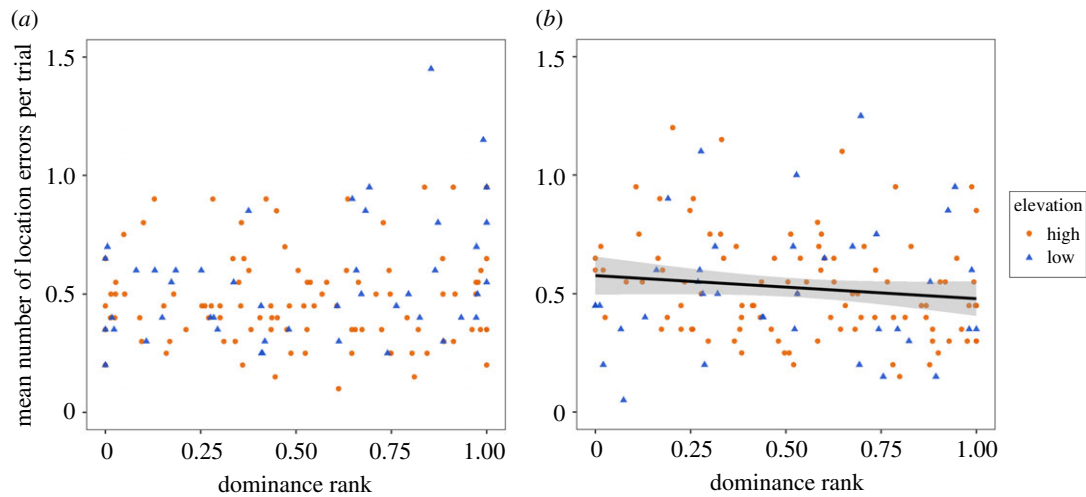 (a)
(b)
mean number of location errors per trial
1.5
1.0
0.5
0
0 0.25 0.50 0.75 1.00
dominance rank
1.5
1.0
0.5
0
0 0.25 0.50 0.75 1.00
dominance rank
elevation
high
low